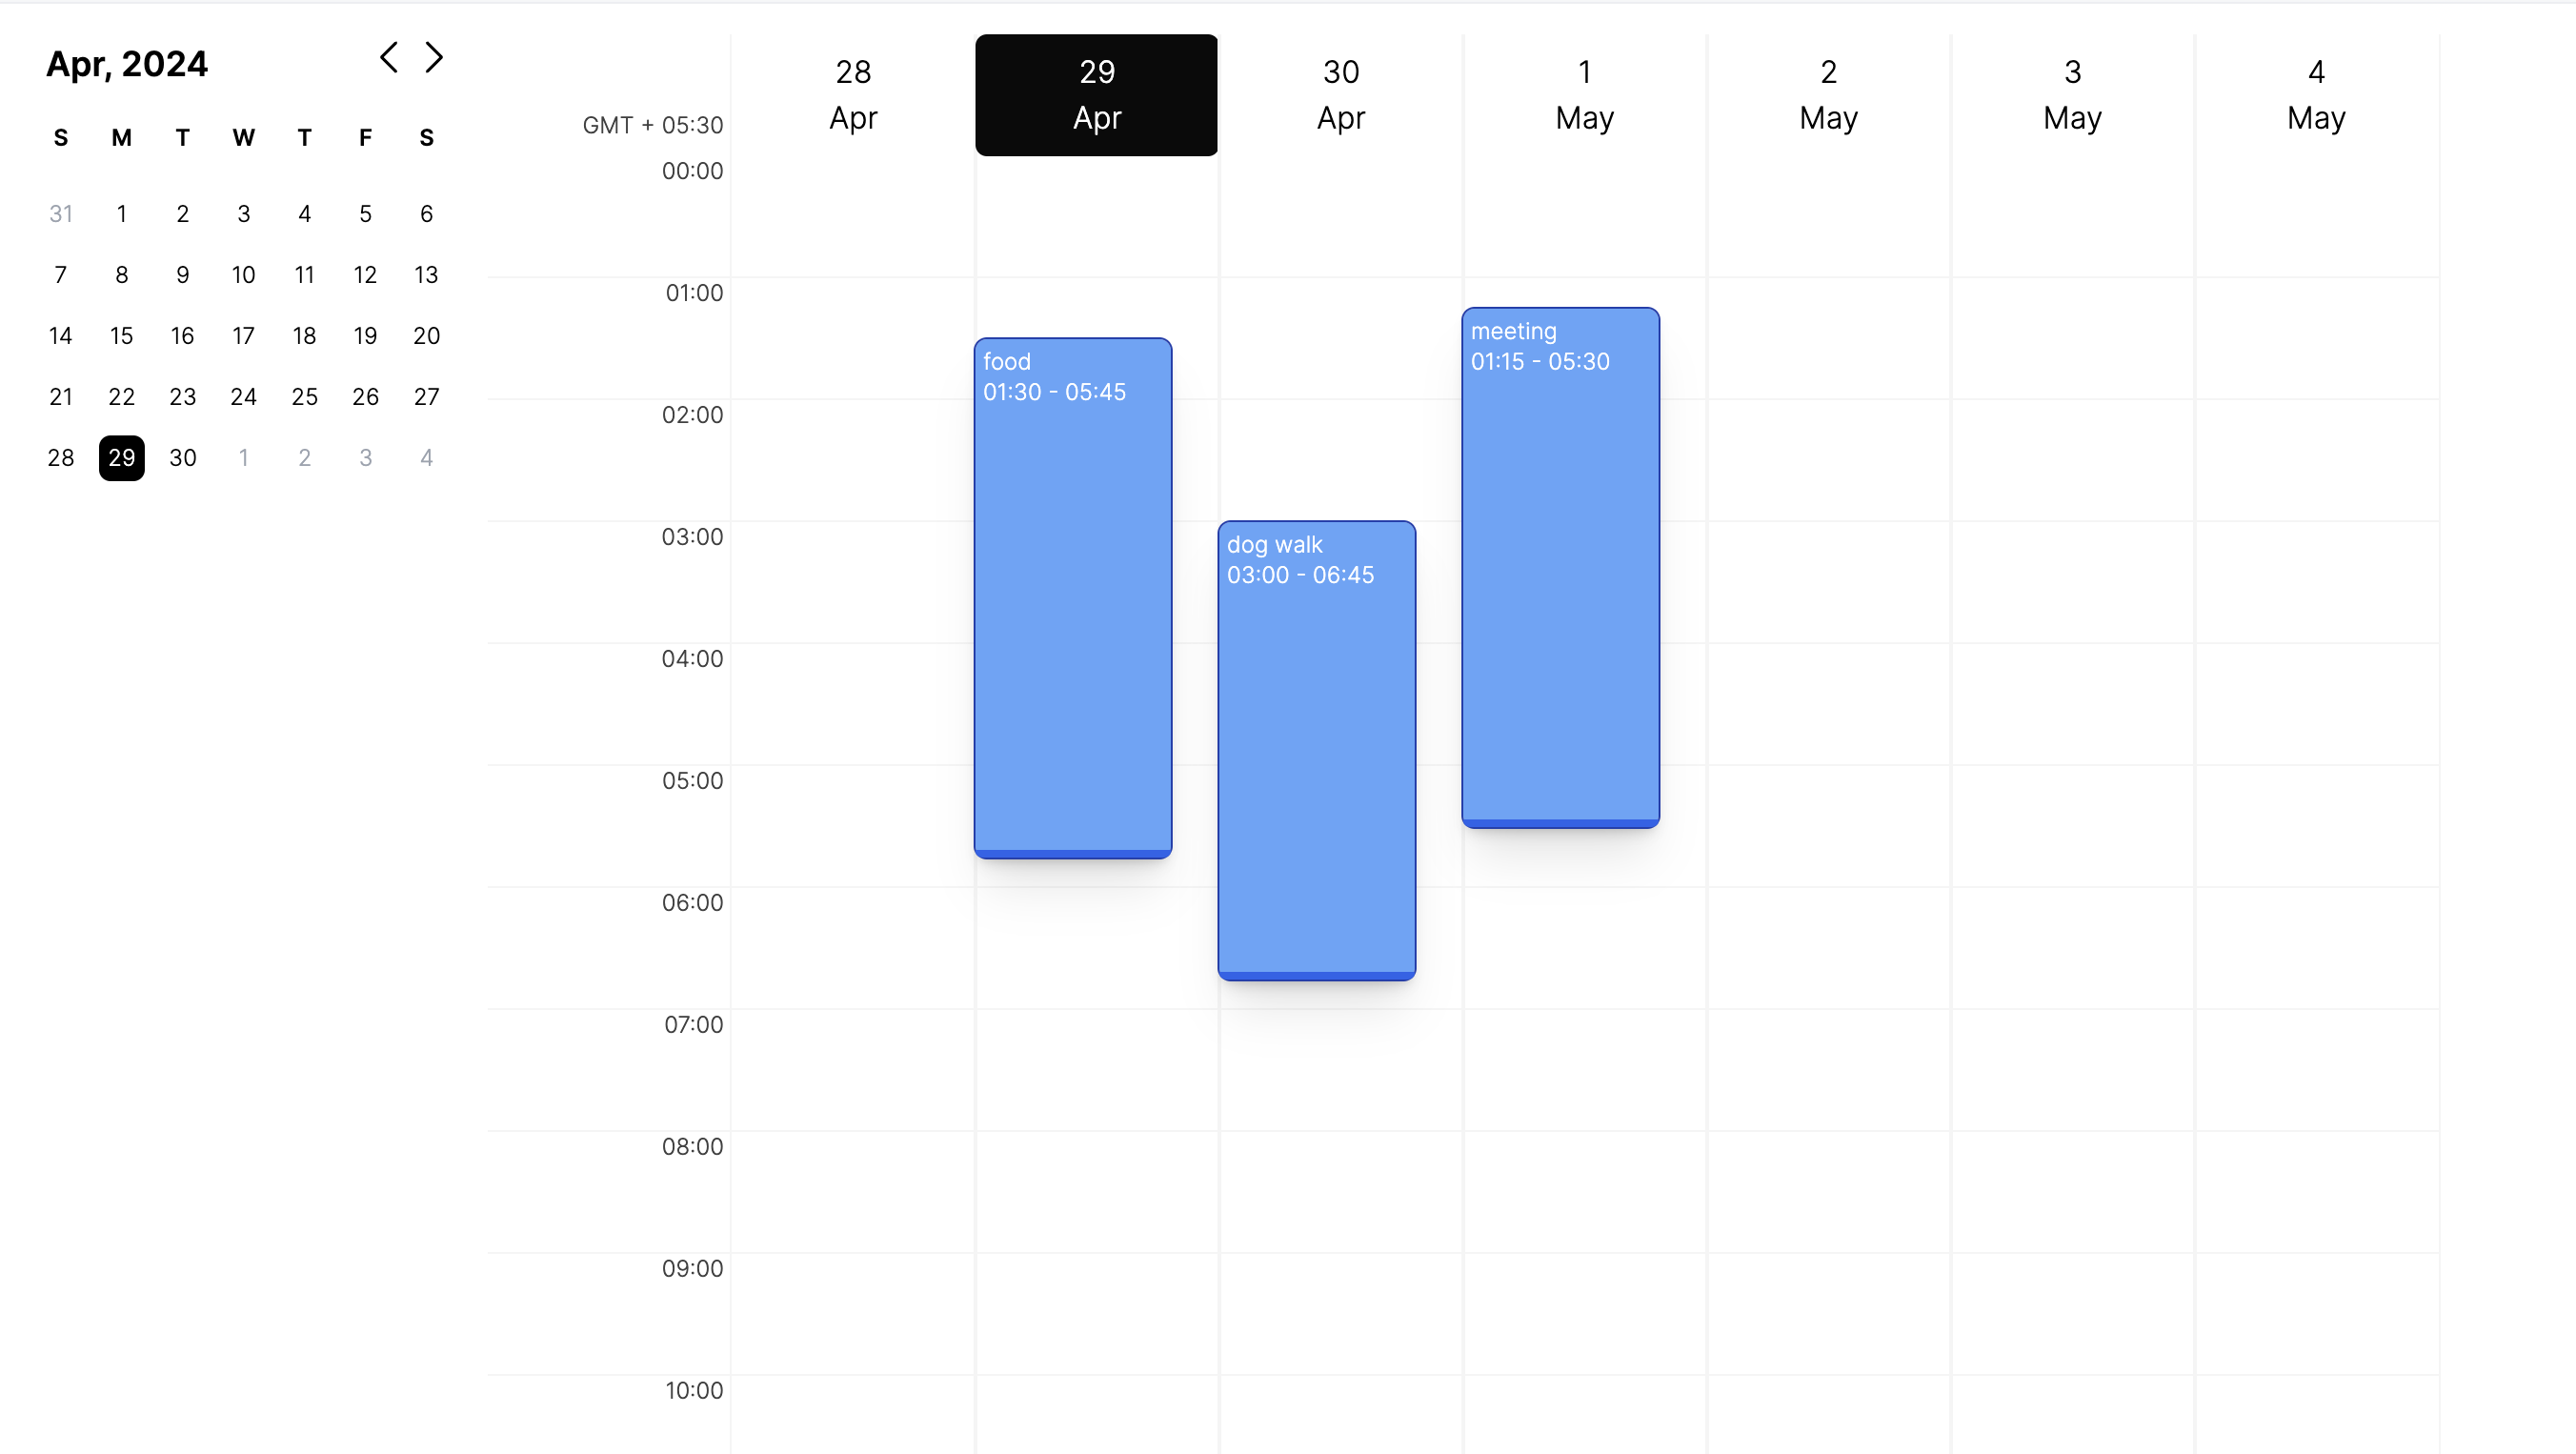 Apr, 2024
S M T W T F S
31 1 2 3 4 5 6
7 8 9 10 11 12 13
14 15 16 17 18 19 20
21 22 23 24 25 26 27
28 29 30 1 2 3 4
GMT + 05:30
28 Apr
29 Apr
30 Apr
1 May
2 May
3 May
4 May
00:00
01:00
02:00
03:00
04:00
05:00
06:00
07:00
08:00
09:00
10:00
food
01:30 - 05:45
dog walk
03:00 - 06:45
meeting
01:15 - 05:30